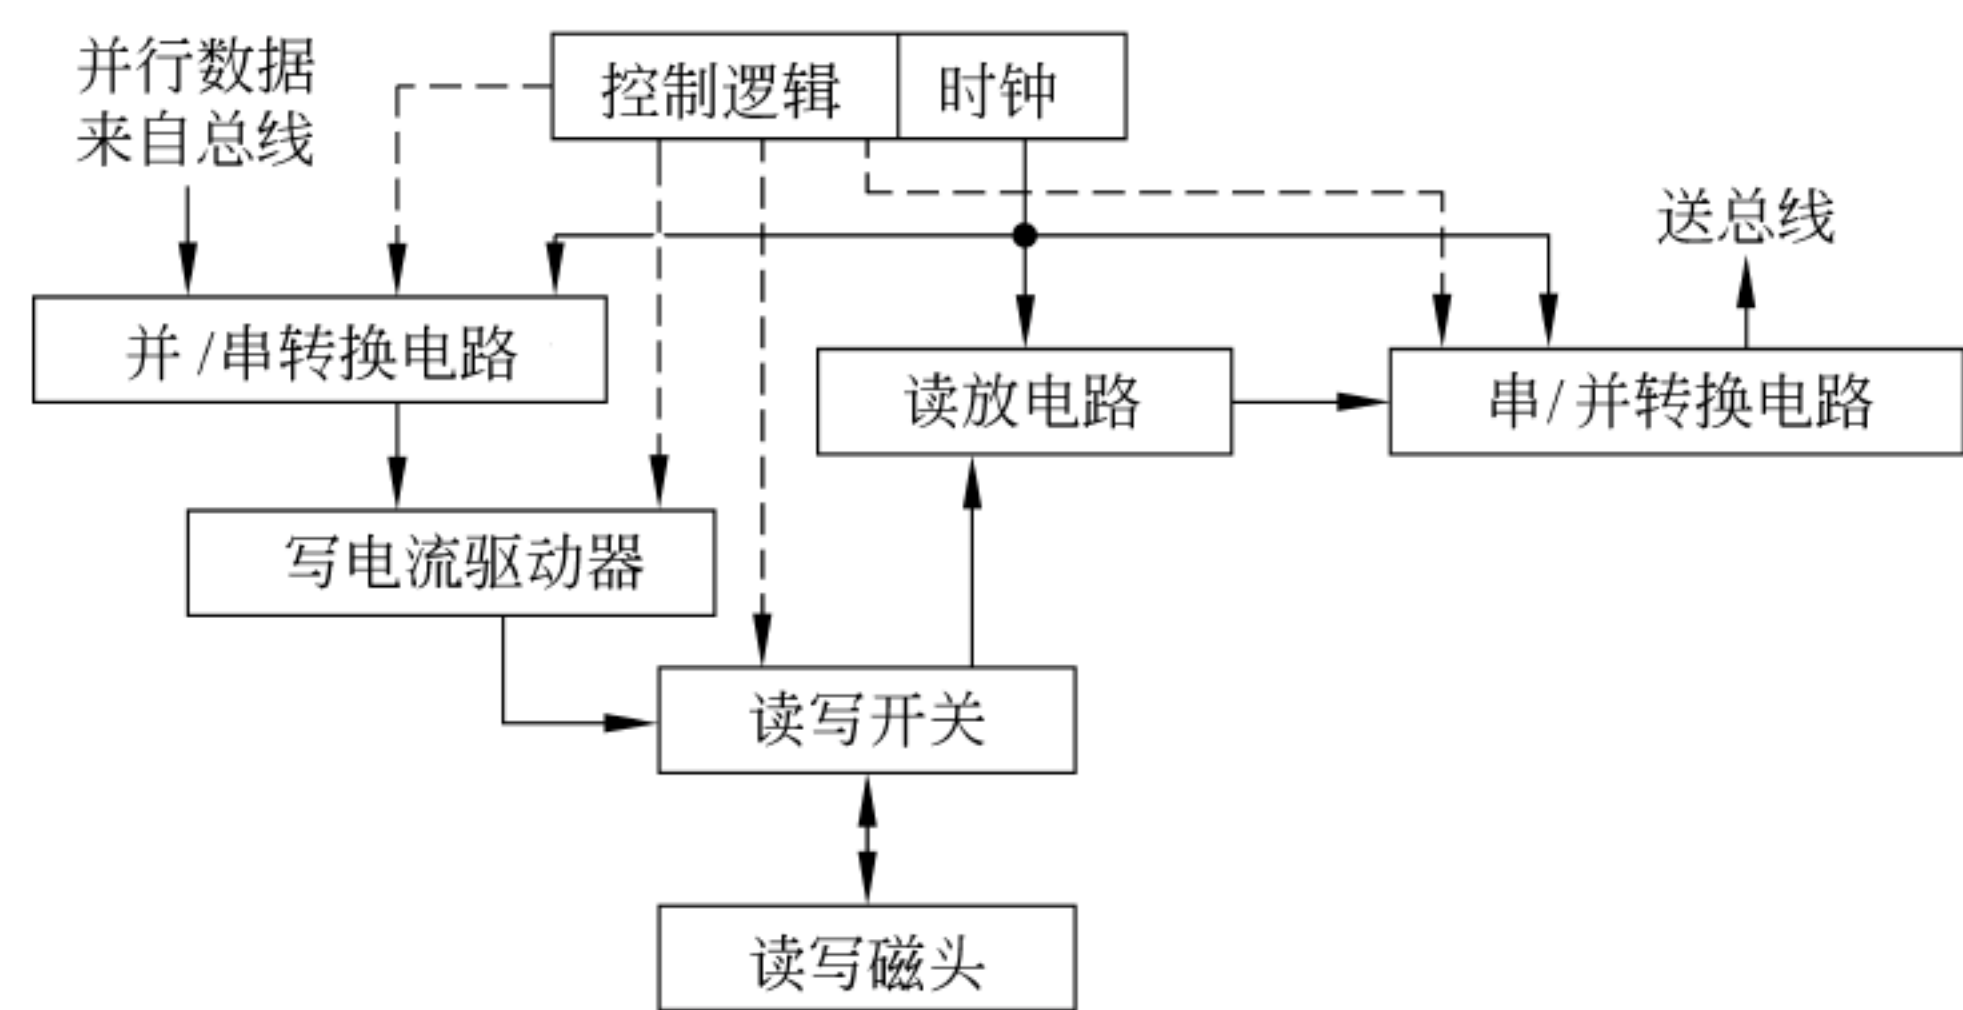 并行数据
来自总线
控制逻辑
时钟
送总线
并/串转换电路
读放电路
串/并转换电路
写电流驱动器
读写开关
读写磁头